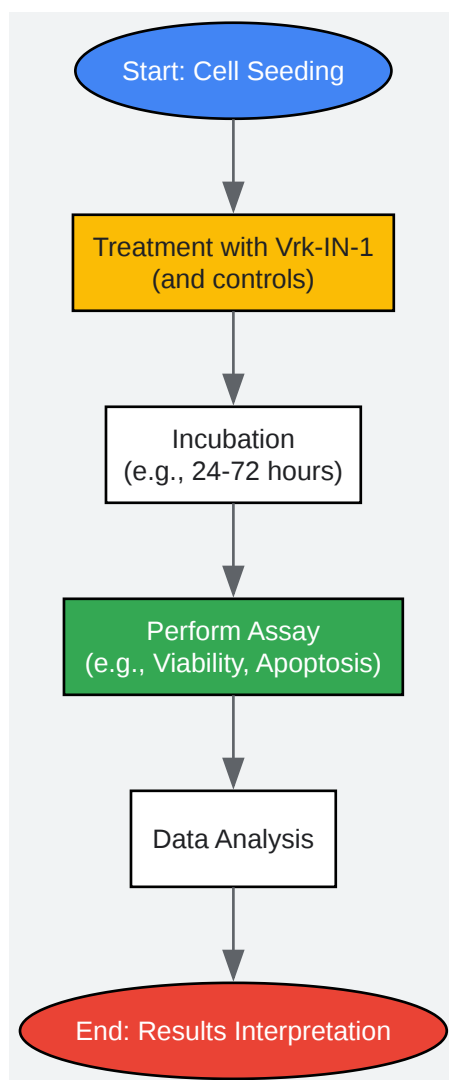 Start: Cell Seeding
Treatment with Vrk-IN-1
(and controls)
Incubation
(e.g., 24-72 hours)
Perform Assay
(e.g., Viability, Apoptosis)
Data Analysis
End: Results Interpretation